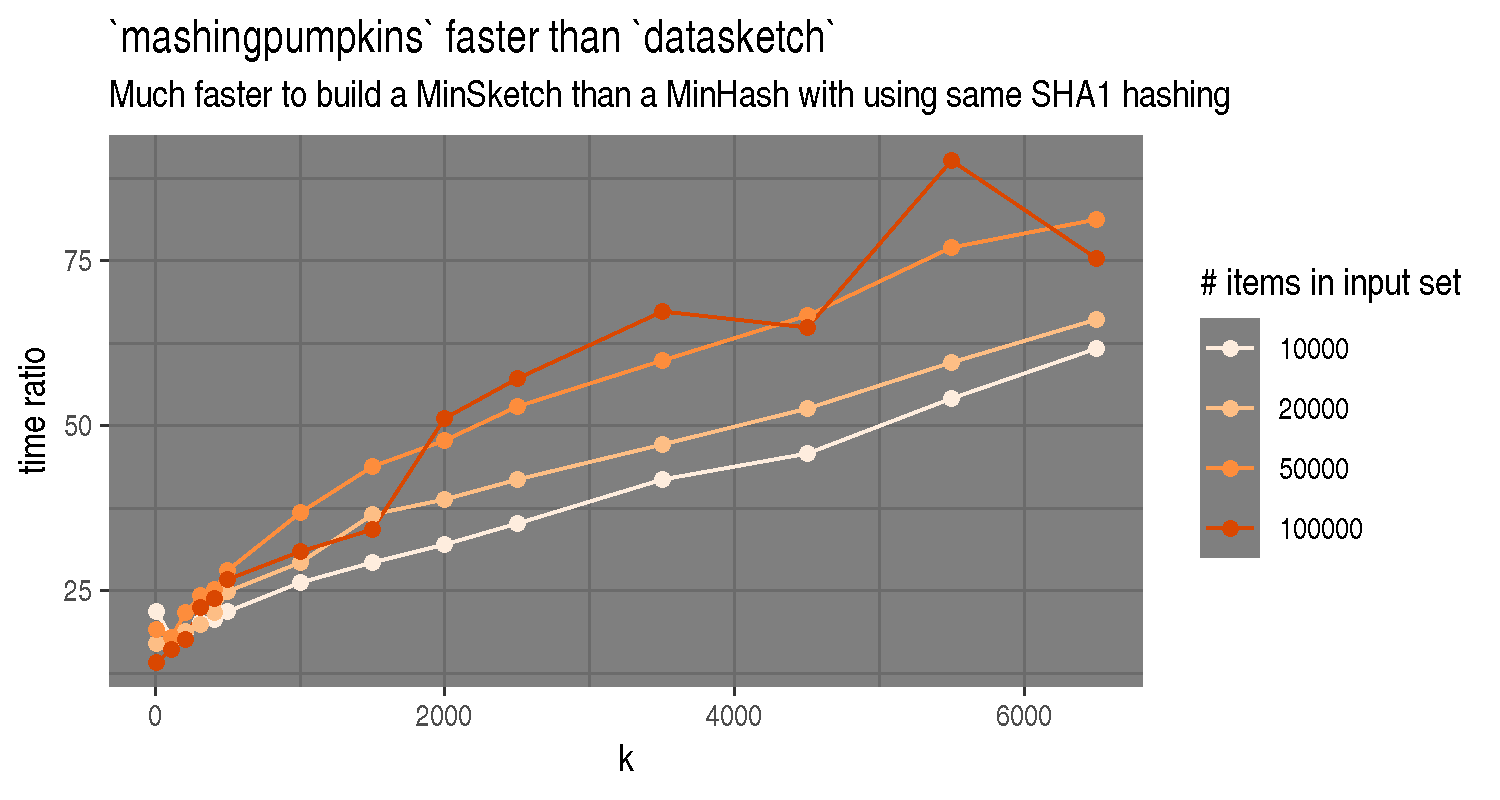 `mashingpumpkins` faster than `datasketch`
Much faster to build a MinSketch than a MinHash with using same SHA1 hashing
time ratio
75
50
25
0
2000
4000
6000
k
# items in input set
10000
20000
50000
100000